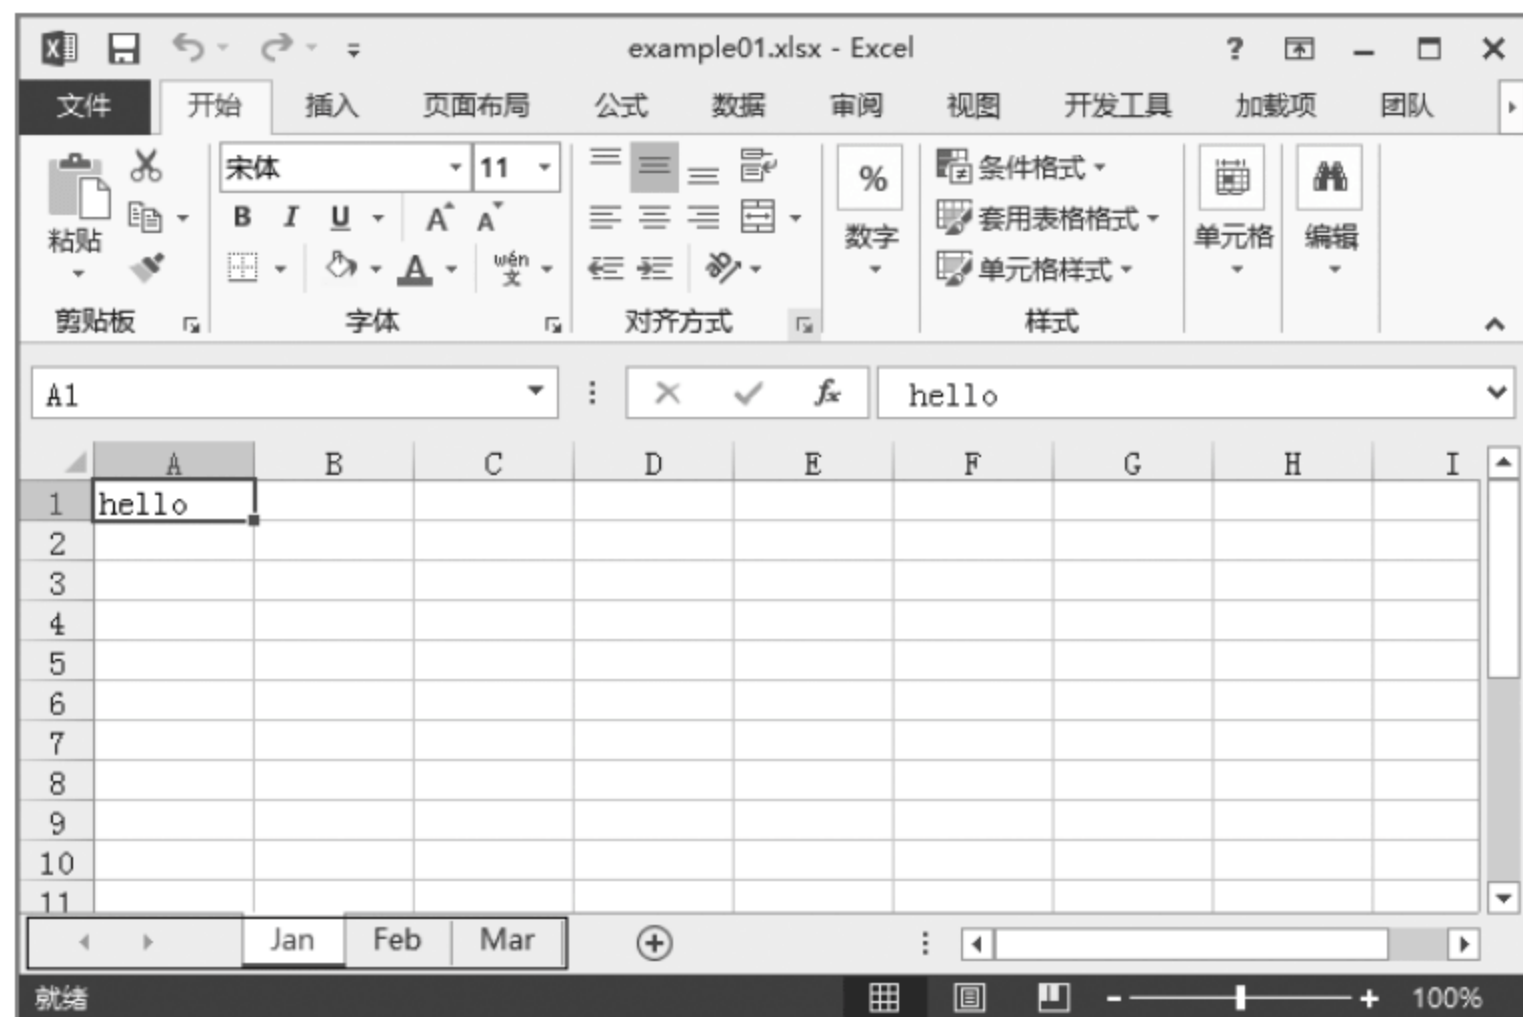 example01.xlsx - Excel ?
文件 开始 插入 页面布局 公式 数据 审阅 视图 开发工具 加载项 团队
宋体 11 % 条件格式
B I U A A 套用表格格式
粘贴 数字 单元格 编辑
A wén 文 单元格样式
剪贴板 字体 对齐方式 样式
A1 fx hello
A B C D E F G H I
1 hello
2
3
4
5
6
7
8
9
10
11
Jan Feb Mar
就绪 100%